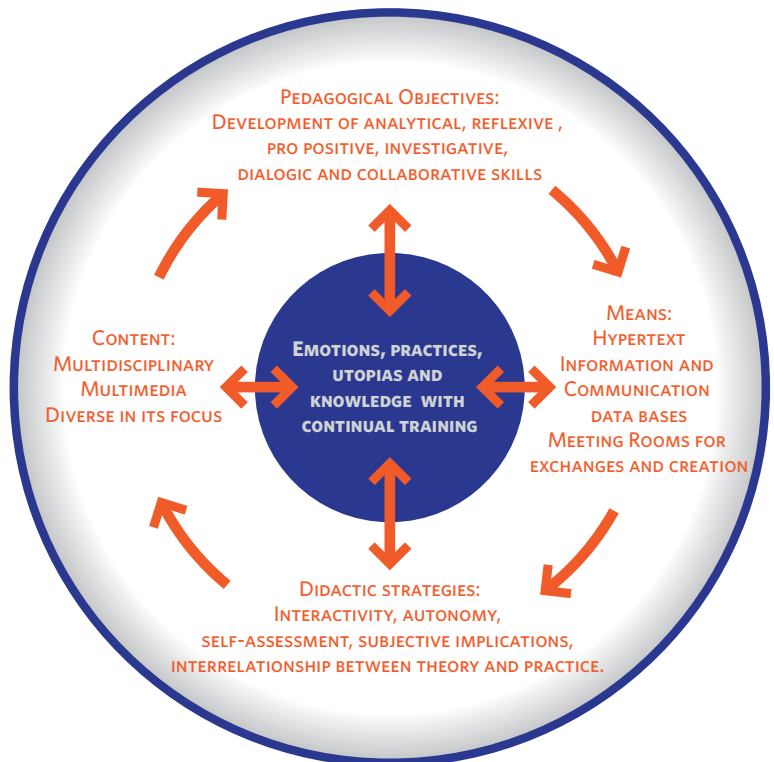 Pedagogical Objectives:
Development of analytical, reflexive ,
pro positive, investigative,
dialogic and collaborative skills
Means:
Hypertext
Information and
Communication
data bases
Meeting Rooms for
exchanges and creation
Didactic strategies:
Interactivity, autonomy,
self-assessment, subjective implications,
interrelationship between theory and practice.
Content:
Multidisciplinary
Multimedia
Diverse in its focus
Emotions, practices,
utopias and
knowledge with
continual training